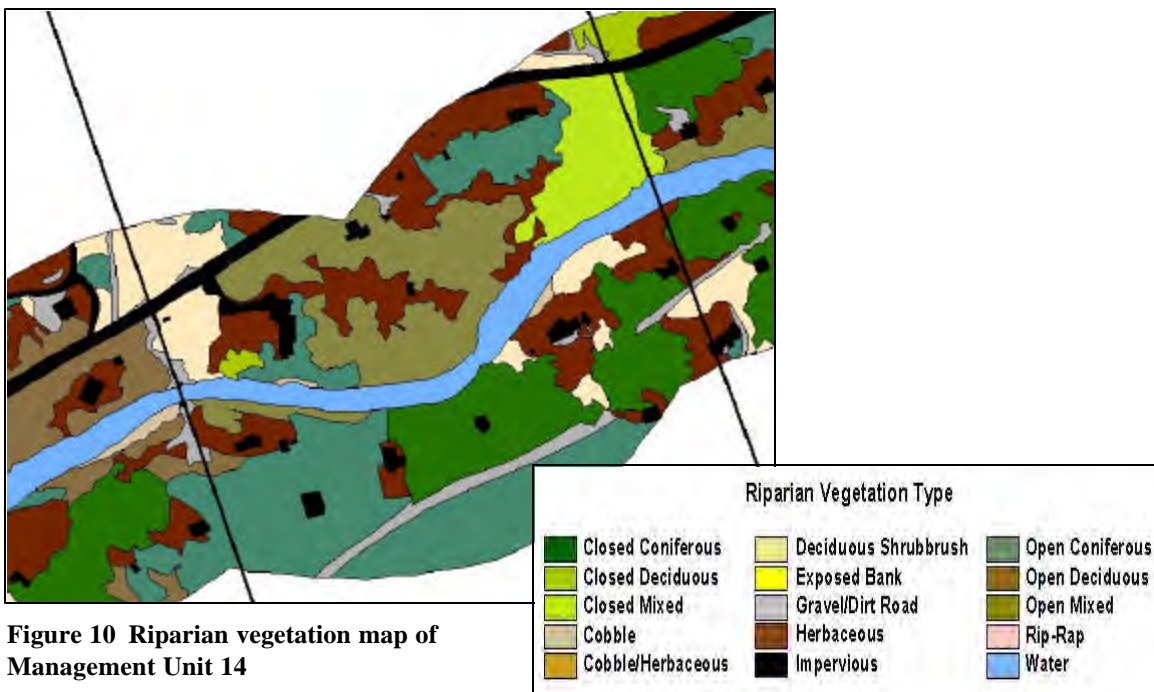 Riparian Vegetation Type
Closed Coniferous
Closed Deciduous
Closed Mixed
Cobble
Cobble/Herbaceous
Deciduous Shrubbrush
Exposed Bank
Gravel/Dirt Road
Herbaceous
Impervious
Open Coniferous
Open Deciduous
Open Mixed
Rip-Rap
Water
Figure 10 Riparian vegetation map of
Management Unit 14